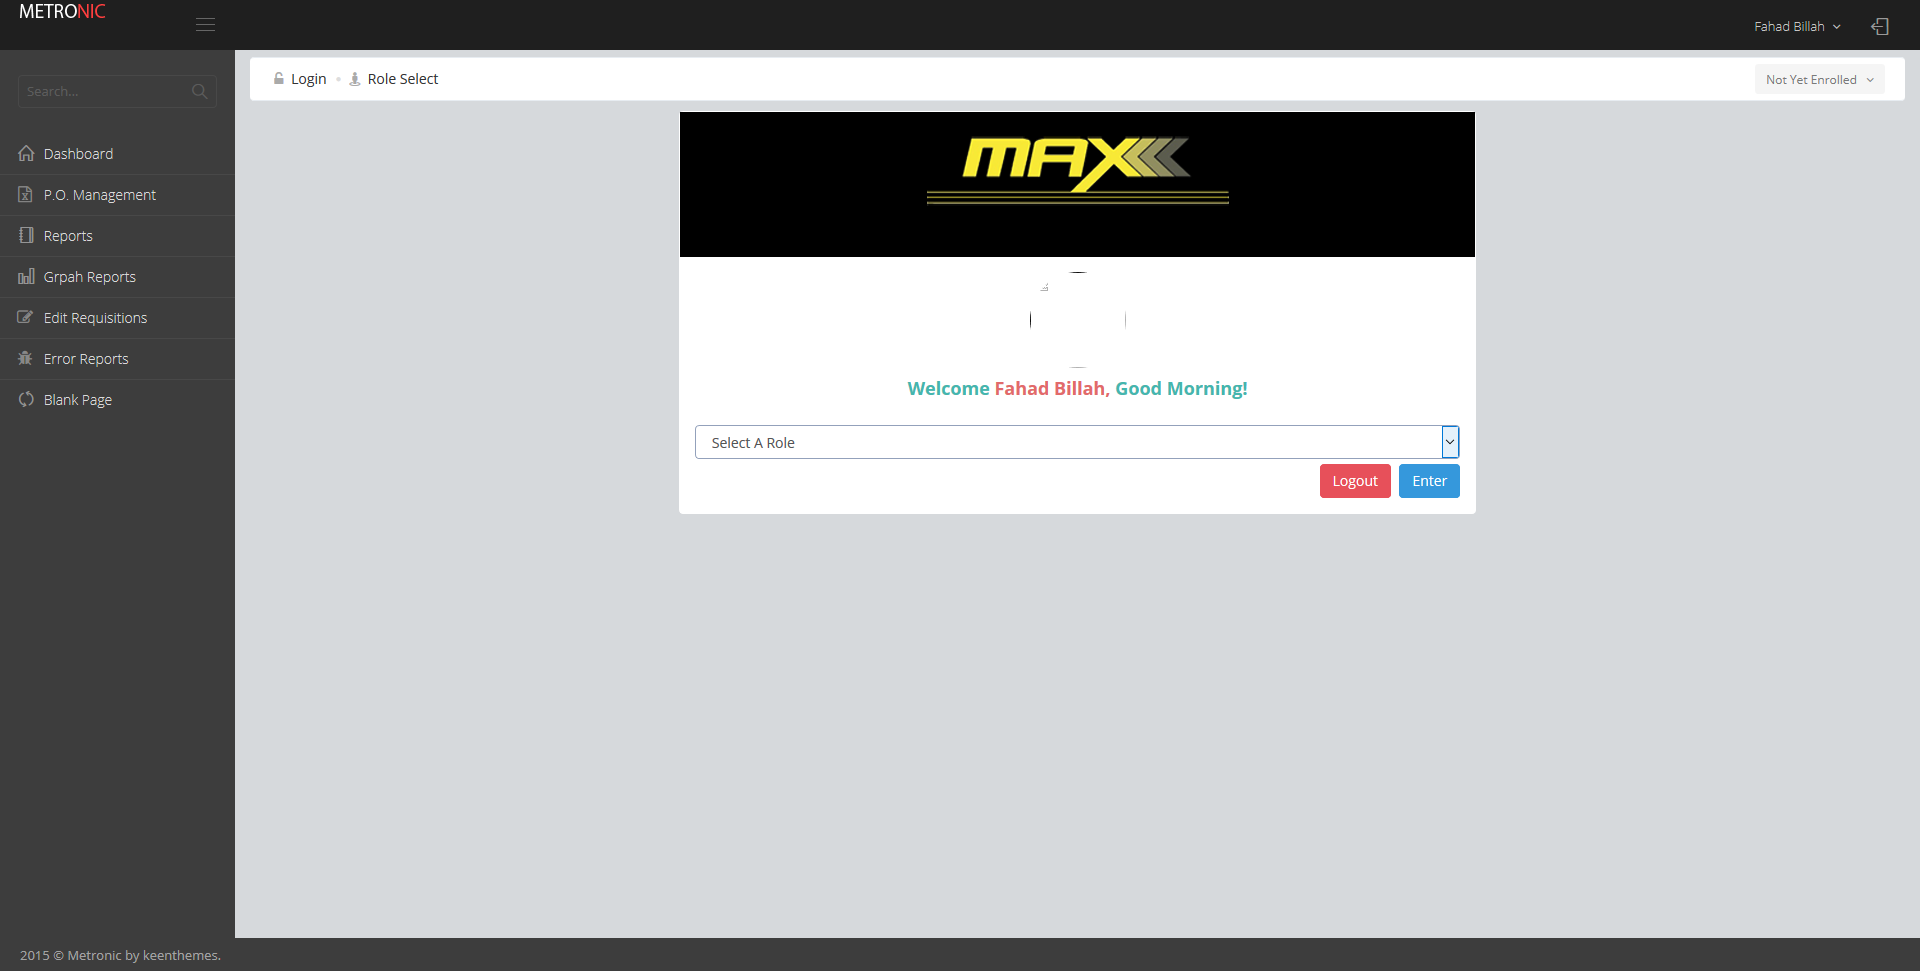 METRONIC
Fahad Billah
Search...
Login
Role Select
Not Yet Enrolled
Dashboard
P.O. Management
Reports
Grpah Reports
Edit Requisitions
Error Reports
Blank Page
MAX
Welcome Fahad Billah, Good Morning!
Select A Role
Logout
Enter
2015 © Metronic by keenthemes.